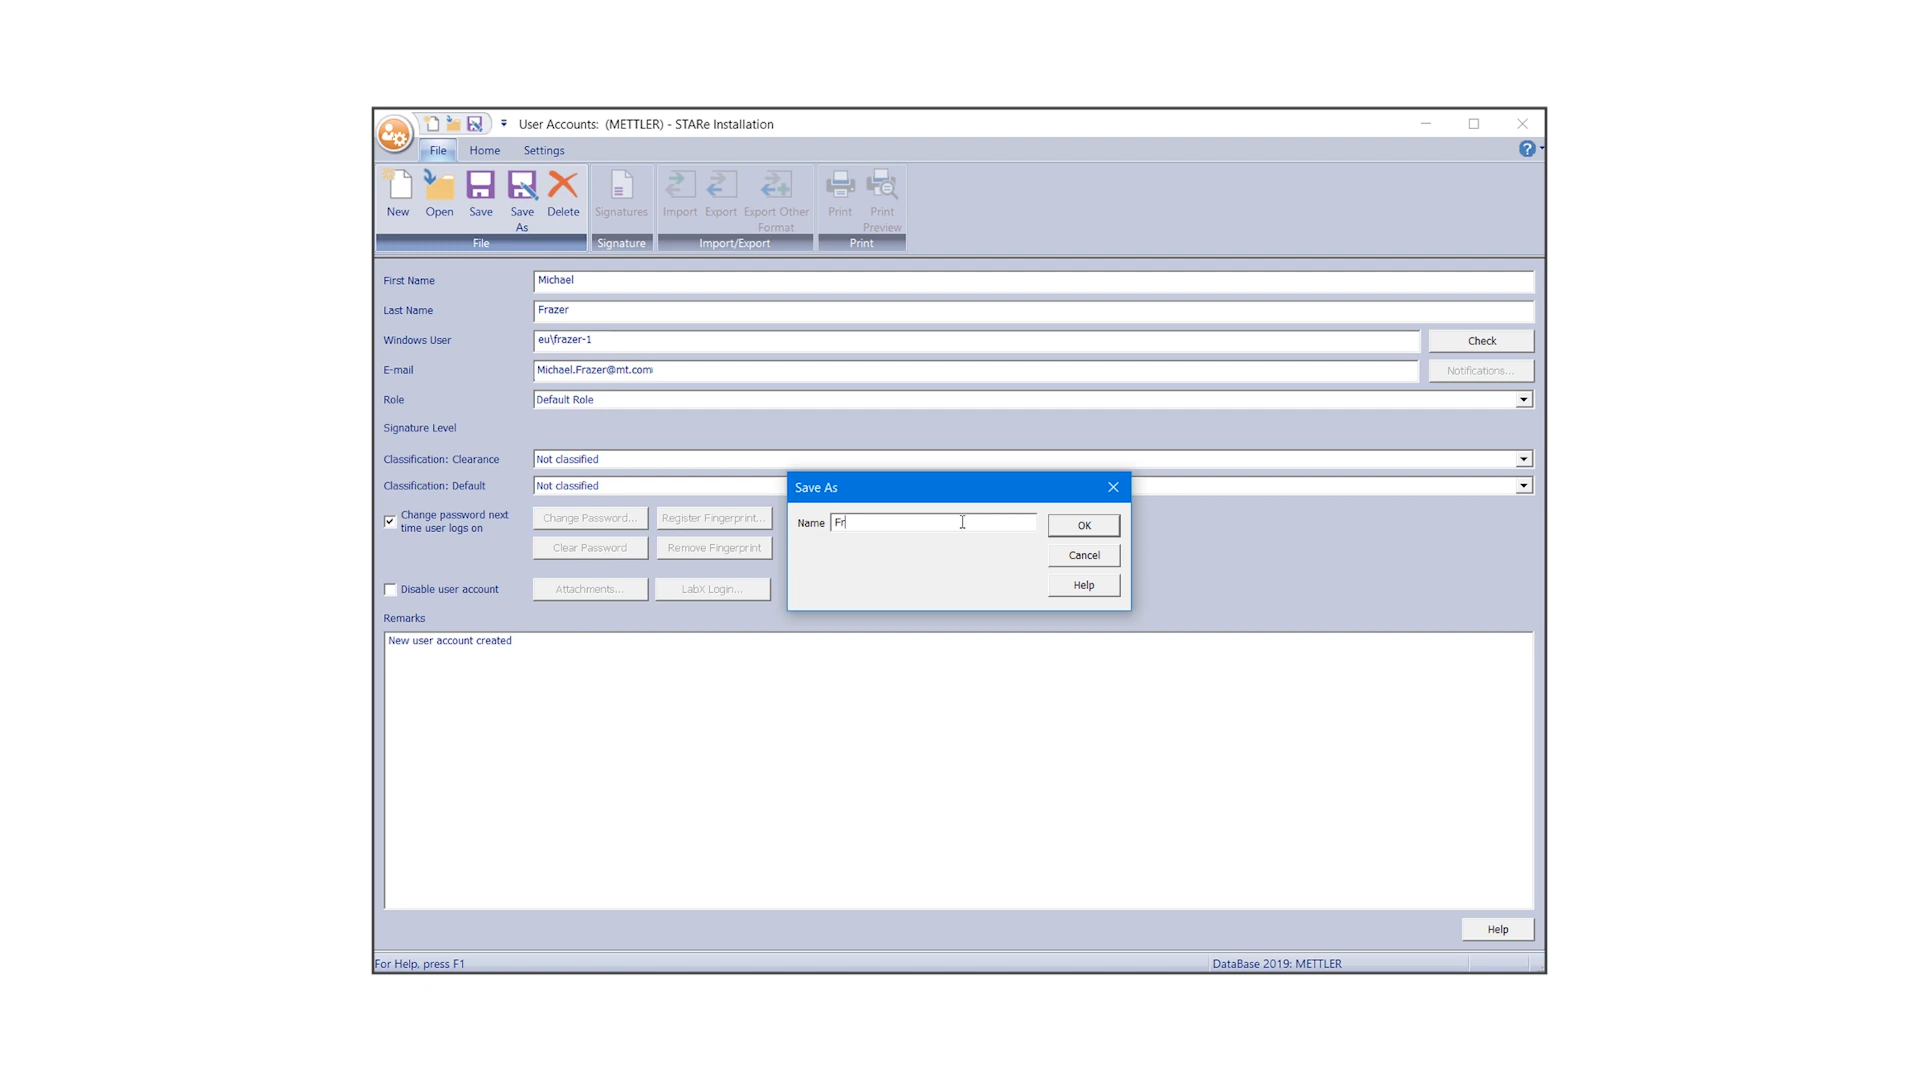 User Accounts: (METTLER) - STARe Installation
File Home Settings
New Open Save Save As Delete Signatures Import Export Export Other Format Print Print Preview
File Signature Import/Export Print
First Name Michael
Last Name Frazer
Windows User eu\frazer-1 Check
E-mail Michael.Frazer@mt.com Notifications...
Role Default Role
Signature Level
Classification: Clearance Not classified
Classification: Default Not classified
Save As
Change password next time user logs on Change Password... Register Fingerprint...
Name Fr OK
Clear Password Remove Fingerprint
Cancel
Disable user account Attachments... LabX Login...
Help
Remarks
New user account created
Help
For Help, press F1 DataBase 2019: METTLER